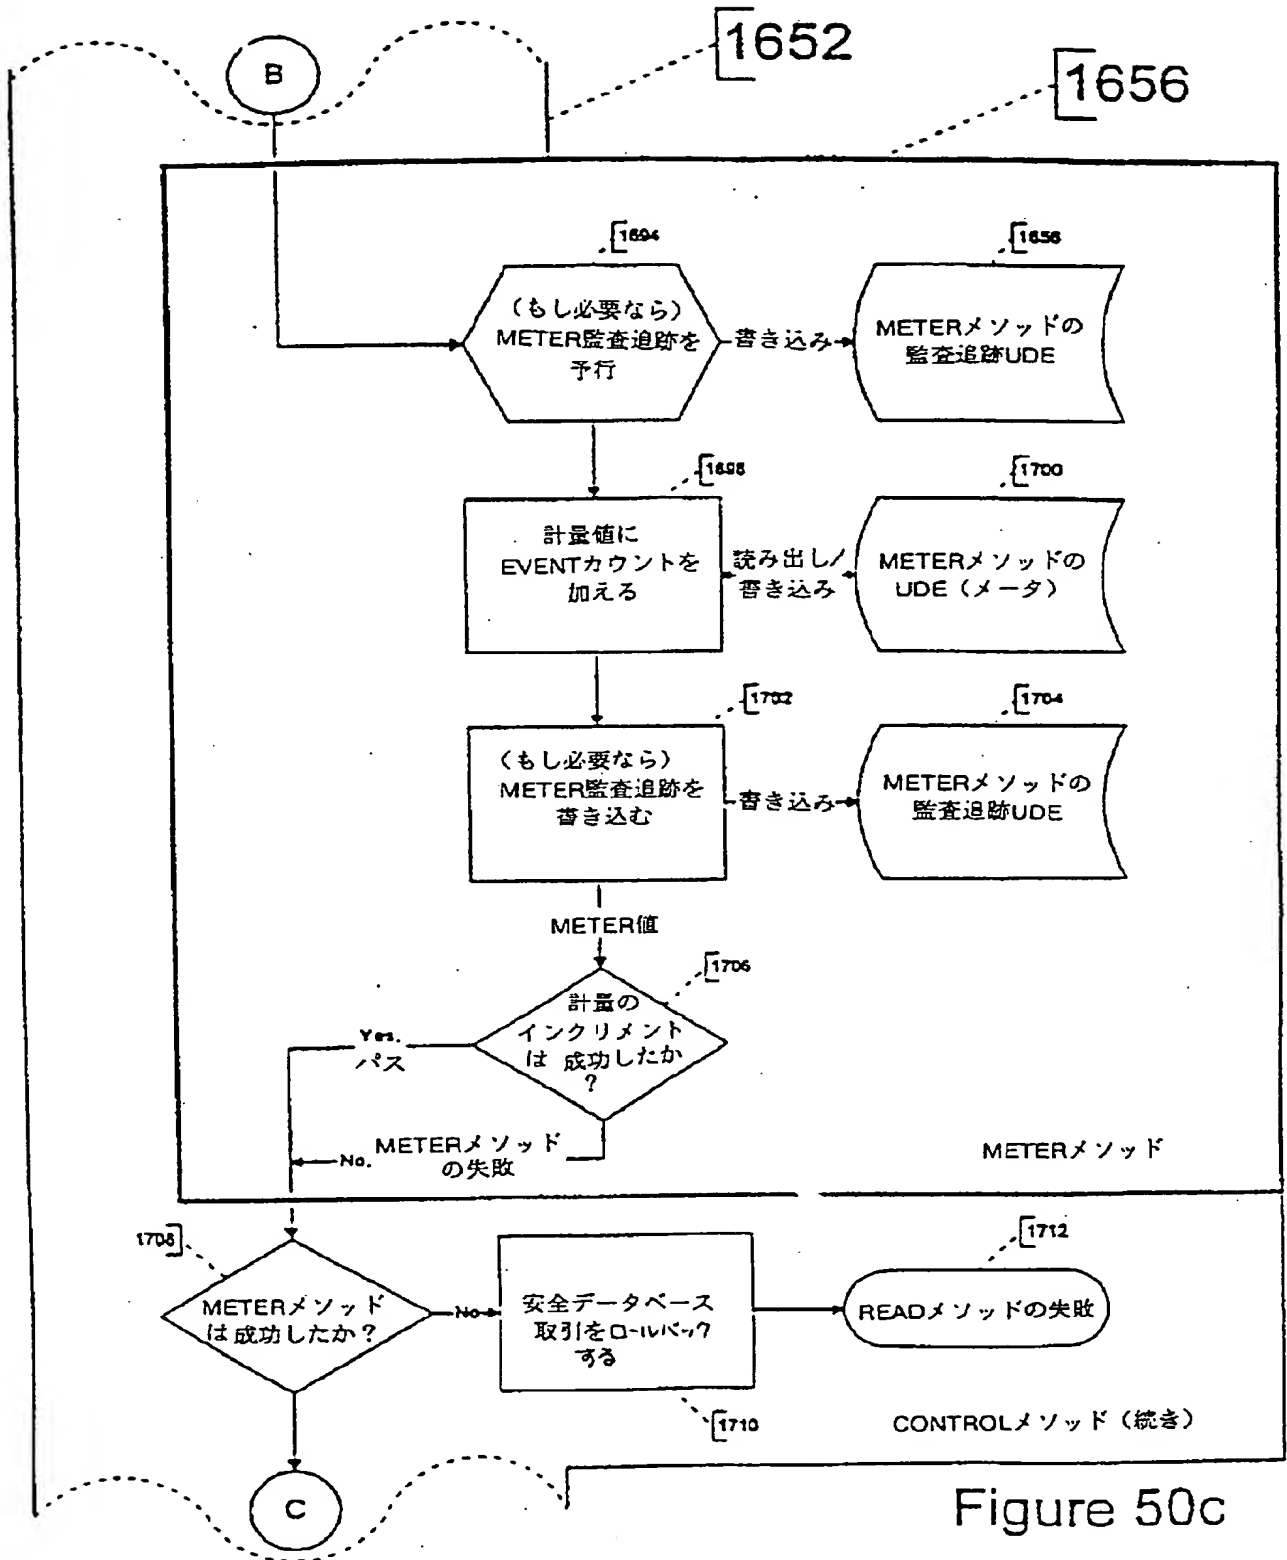 1652
B
1656
1694
(もし必要なら)
METER監査追跡を
予行
書き込み
METERメソッドの
監査追跡UDE
1698
計量値に
EVENTカウントを
加える
読み出し/
書き込み
1700
METERメソッドの
UDE(メータ)
1702
(もし必要なら)
METER監査追跡を
書き込む
書き込み
1704
METERメソッドの
監査追跡UDE
METER値
1706
計量の
インクリメント
は 成功したか
?
Yes.
パス
No.
METERメソッド
の失敗
METERメソッド
1708
METERメソッド
は成功したか?
No
安全データベース
取引をロールバック
する
1710
1712
READメソッドの失敗
CONTROLメソッド(続き)
C
Figure 50c